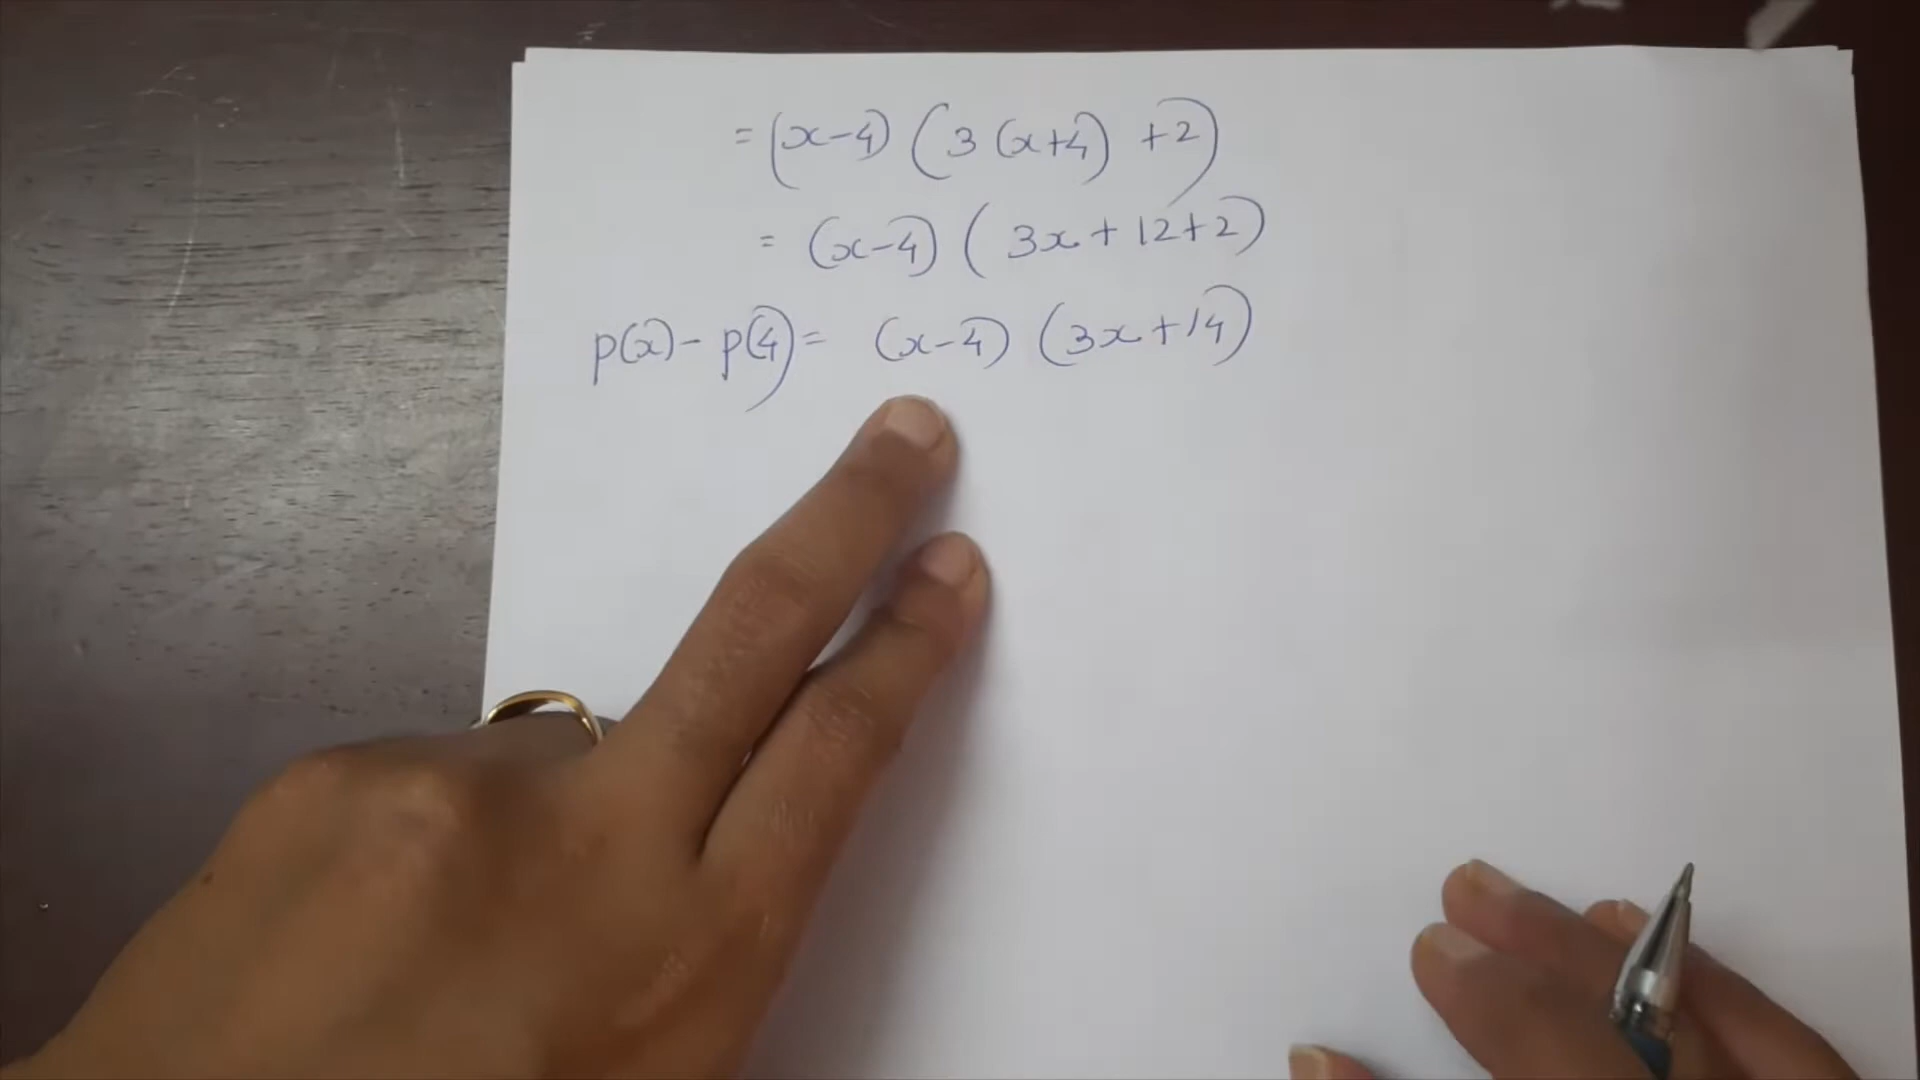 = (x-4) (3 (x+4) +2)
= (x-4) (3x+12+2)
p(x) - p(4) = (x-4) (3x+14)